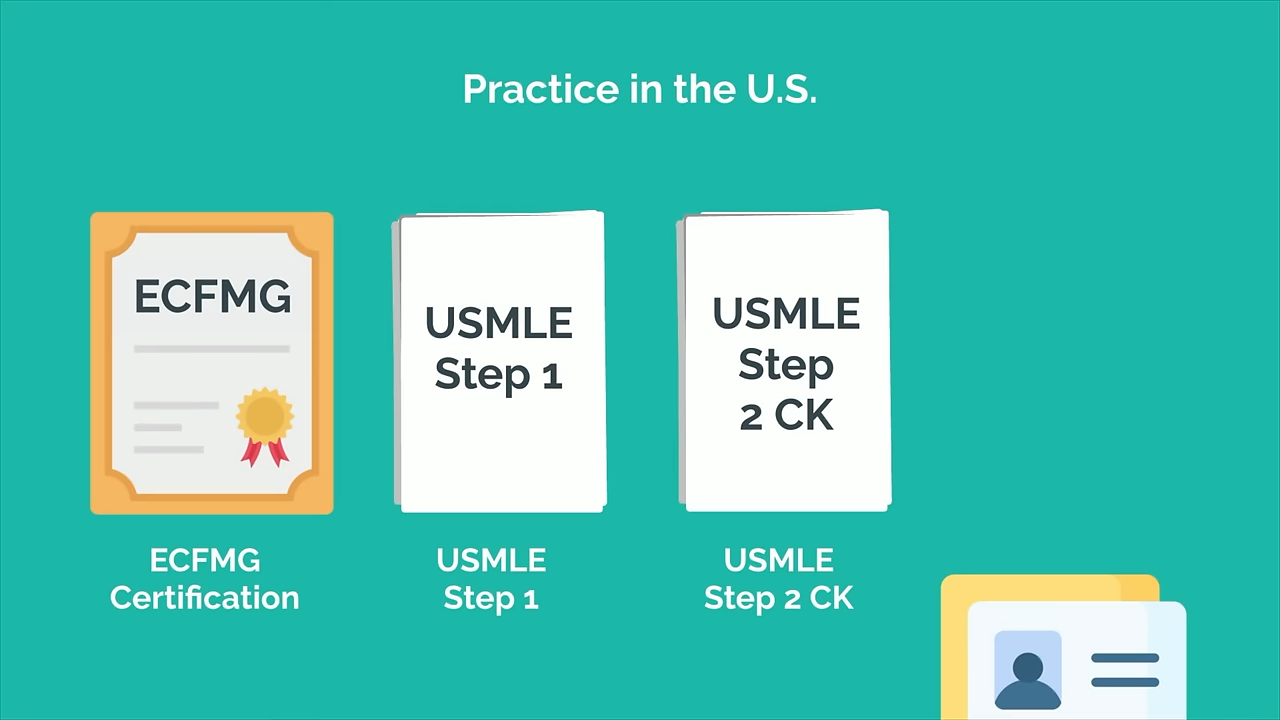 Practice in the U.S.
ECFMG
USMLE
Step 1
USMLE
Step
2 CK
ECFMG
Certification
USMLE
Step 1
USMLE
Step 2 CK